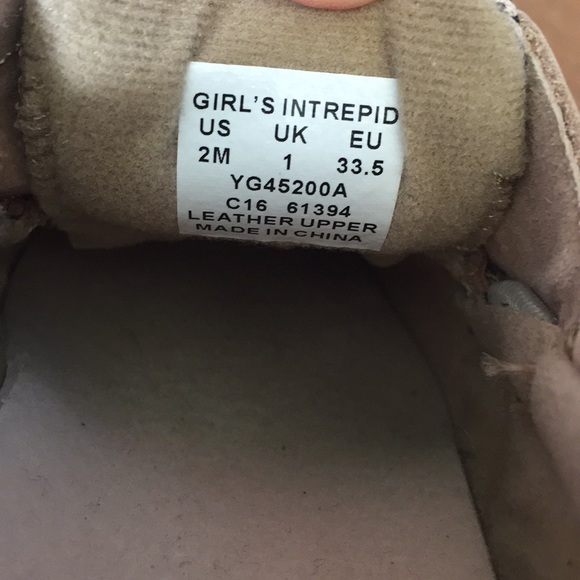 GIRL'S INTREPID
US UK EU
2M 1 33.5
YG45200A
C16 61394
LEATHER UPPER
MADE IN CHINA